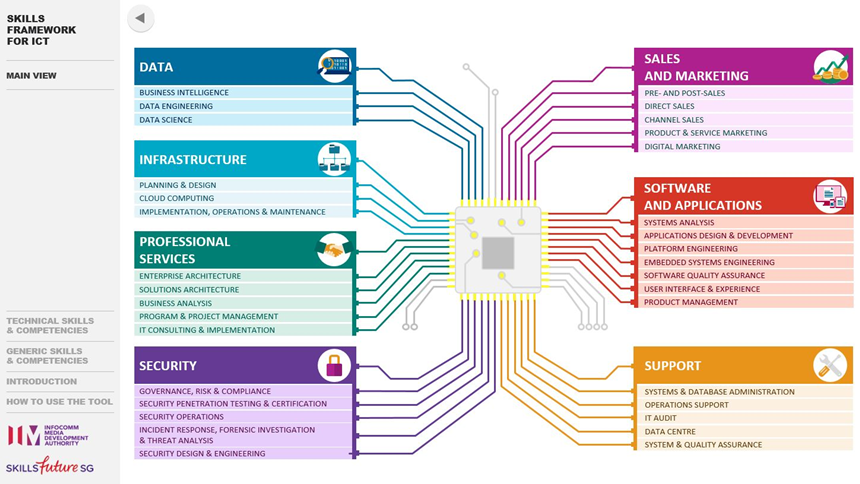 SKILLS
FRAMEWORK
FOR ICT
MAIN VIEW
TECHNICAL SKILLS
& COMPETENCIES
GENERIC SKILLS
& COMPETENCIES
INTRODUCTION
HOW TO USE THE TOOL
IM
INFOCOMM
MEDIA
DEVELOPMENT
AUTHORITY
SKILLS future SG
DATA
BUSINESS INTELLIGENCE
DATA ENGINEERING
DATA SCIENCE
INFRASTRUCTURE
PLANNING & DESIGN
CLOUD COMPUTING
IMPLEMENTATION, OPERATIONS & MAINTENANCE
PROFESSIONAL
SERVICES
ENTERPRISE ARCHITECTURE
SOLUTIONS ARCHITECTURE
BUSINESS ANALYSIS
PROGRAM & PROJECT MANAGEMENT
IT CONSULTING & IMPLEMENTATION
SECURITY
GOVERNANCE, RISK & COMPLIANCE
SECURITY PENETRATION TESTING & CERTIFICATION
SECURITY OPERATIONS
INCIDENT RESPONSE, FORENSIC INVESTIGATION
& THREAT ANALYSIS
SECURITY DESIGN & ENGINEERING
SALES
AND MARKETING
PRE- AND POST-SALES
DIRECT SALES
CHANNEL SALES
PRODUCT & SERVICE MARKETING
DIGITAL MARKETING
SOFTWARE
AND APPLICATIONS
SYSTEMS ANALYSIS
APPLICATIONS DESIGN & DEVELOPMENT
PLATFORM ENGINEERING
EMBEDDED SYSTEMS ENGINEERING
SOFTWARE QUALITY ASSURANCE
USER INTERFACE & EXPERIENCE
PRODUCT MANAGEMENT
SUPPORT
SYSTEMS & DATABASE ADMINISTRATION
OPERATIONS SUPPORT
IT AUDIT
DATA CENTRE
SYSTEM & QUALITY ASSURANCE